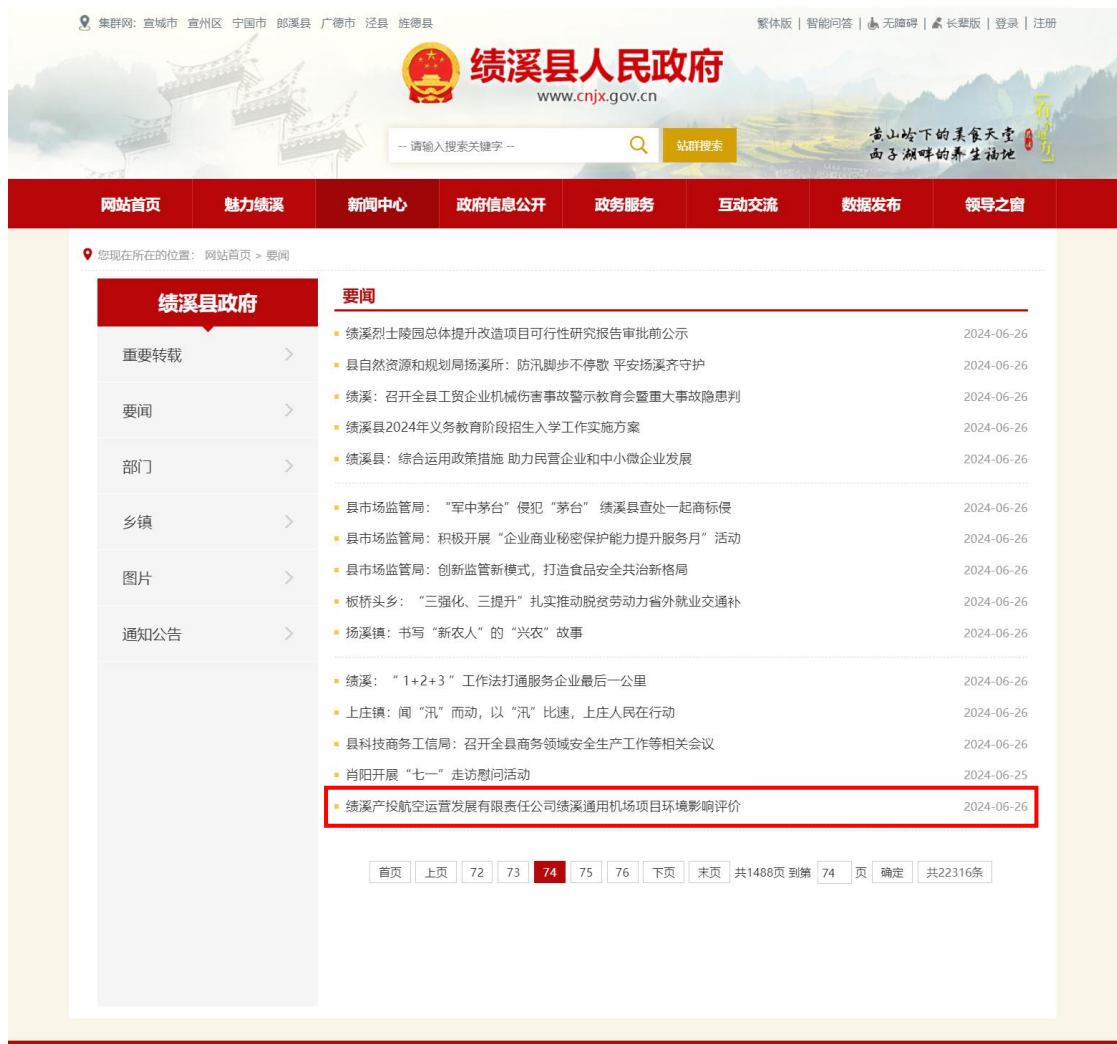 集群网: 宣城市 宣州区 宁国市 郎溪县 广德市 泾县 旌德县
繁体版 | 智能问答 | 无障碍 | 长辈版 | 登录 | 注册
绩溪县人民政府
www.cnjx.gov.cn
-- 请输入搜索关键字 --
站群搜索
黄山岭下的美食天堂
西子湖畔的养生福地
网站首页 魅力绩溪 新闻中心 政府信息公开 政务服务 互动交流 数据发布 领导之窗
您现在所在的位置: 网站首页 > 要闻
绩溪县政府
重要转载
要闻
部门
乡镇
图片
通知公告
要闻
绩溪烈士陵园总体提升改造项目可行性研究报告审批前公示 2024-06-26
县自然资源和规划局扬溪所：防汛脚步不停歇 平安扬溪齐守护 2024-06-26
绩溪：召开全县工贸企业机械伤害事故警示教育会暨重大事故隐患判 2024-06-26
绩溪县2024年义务教育阶段招生入学工作实施方案 2024-06-26
绩溪县：综合运用政策措施 助力民营企业和中小微企业发展 2024-06-26
县市场监管局：“军中茅台”侵犯“茅台” 绩溪县查处一起商标侵 2024-06-26
县市场监管局：积极开展“企业商业秘密保护能力提升服务月”活动 2024-06-26
县市场监管局：创新监管新模式，打造食品安全共治新格局 2024-06-26
板桥头乡：“三强化、三提升”扎实推动脱贫劳动力省外就业交通补 2024-06-26
扬溪镇：书写“新农人”的“兴农”故事 2024-06-26
绩溪：“ 1+2+3 ”工作法打通服务企业最后一公里 2024-06-26
上庄镇：闻“汛”而动，以“汛”比速，上庄人民在行动 2024-06-26
县科技商务工信局：召开全县商务领域安全生产工作等相关会议 2024-06-26
肖阳开展“七一”走访慰问活动 2024-06-25
绩溪产投航空运营发展有限责任公司绩溪通用机场项目环境影响评价 2024-06-26
首页 上页 72 73 74 75 76 下页 末页 共1488页 到第 74 页 确定 共22316条